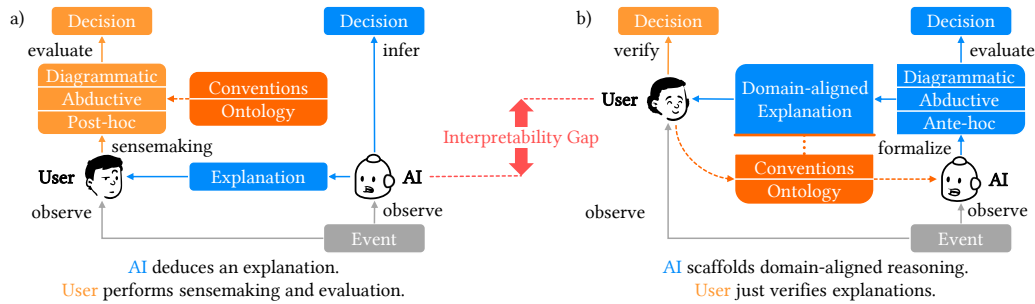 a)
Decision
Decision
evaluate
infer
Diagrammatic
Abductive
Post-hoc
Conventions
Ontology
sensemaking
User
Explanation
AI
observe
observe
Event
AI deduces an explanation.
User performs sensemaking and evaluation.
Interpretability Gap
b)
Decision
Decision
verify
evaluate
User
Domain-aligned
Explanation
Diagrammatic
Abductive
Ante-hoc
formalize
Conventions
Ontology
AI
observe
observe
Event
AI scaffolds domain-aligned reasoning.
User just verifies explanations.